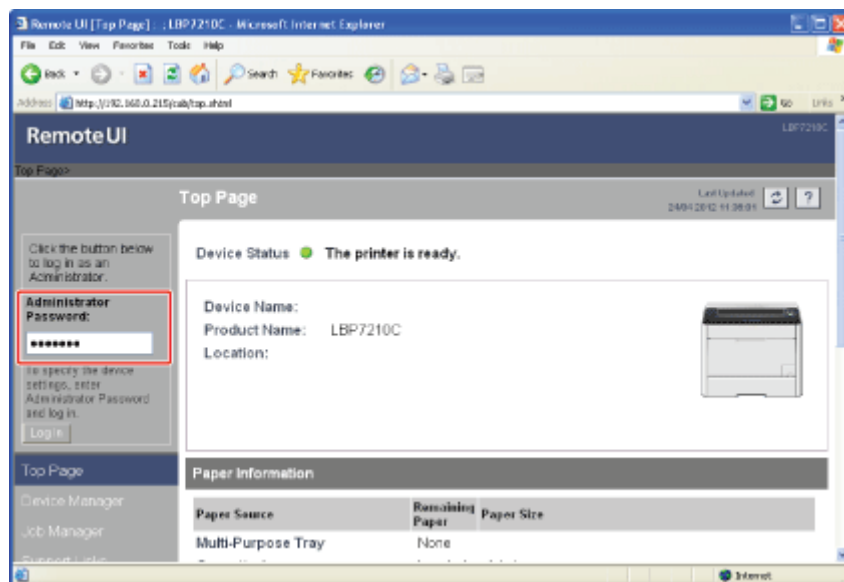 Remote UI [Top Page] : : LBP7210C - Microsoft Internet Explorer
File Edit View Favorites Tools Help
Back Search Favorites
Address http://192.168.0.215/cab/top.shtml Go Links
Remote UI
LBP7210C
Top Page>
Top Page
Last Updated
24/04 2012 11:36:01
?
Click the button below
to log in as an
Administrator.
Administrator
Password:
•••••••
To specify the device
settings, enter
Administrator Password
and log in.
Login
Device Status The printer is ready.
Device Name:
Product Name: LBP7210C
Location:
Top Page
Device Manager
Job Manager
Support Links
Paper Information
Paper Source Remaining Paper Size
Paper
Multi-Purpose Tray None
Internet